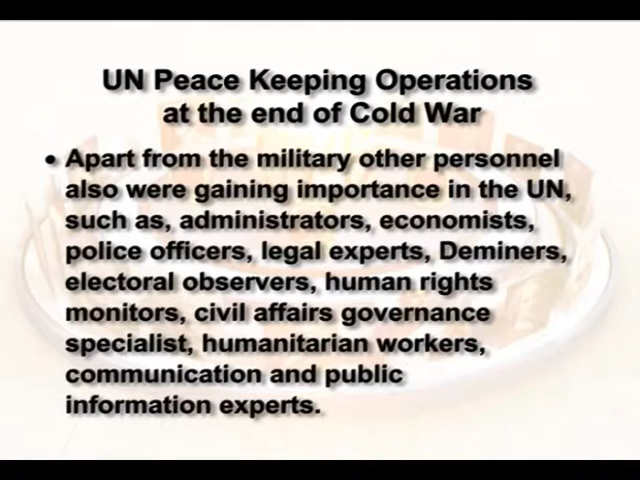 UN Peace Keeping Operations
at the end of Cold War
• Apart from the military other personnel
also were gaining importance in the UN,
such as, administrators, economists,
police officers, legal experts, Deminers,
electoral observers, human rights
monitors, civil affairs governance
specialist, humanitarian workers,
communication and public
information experts.